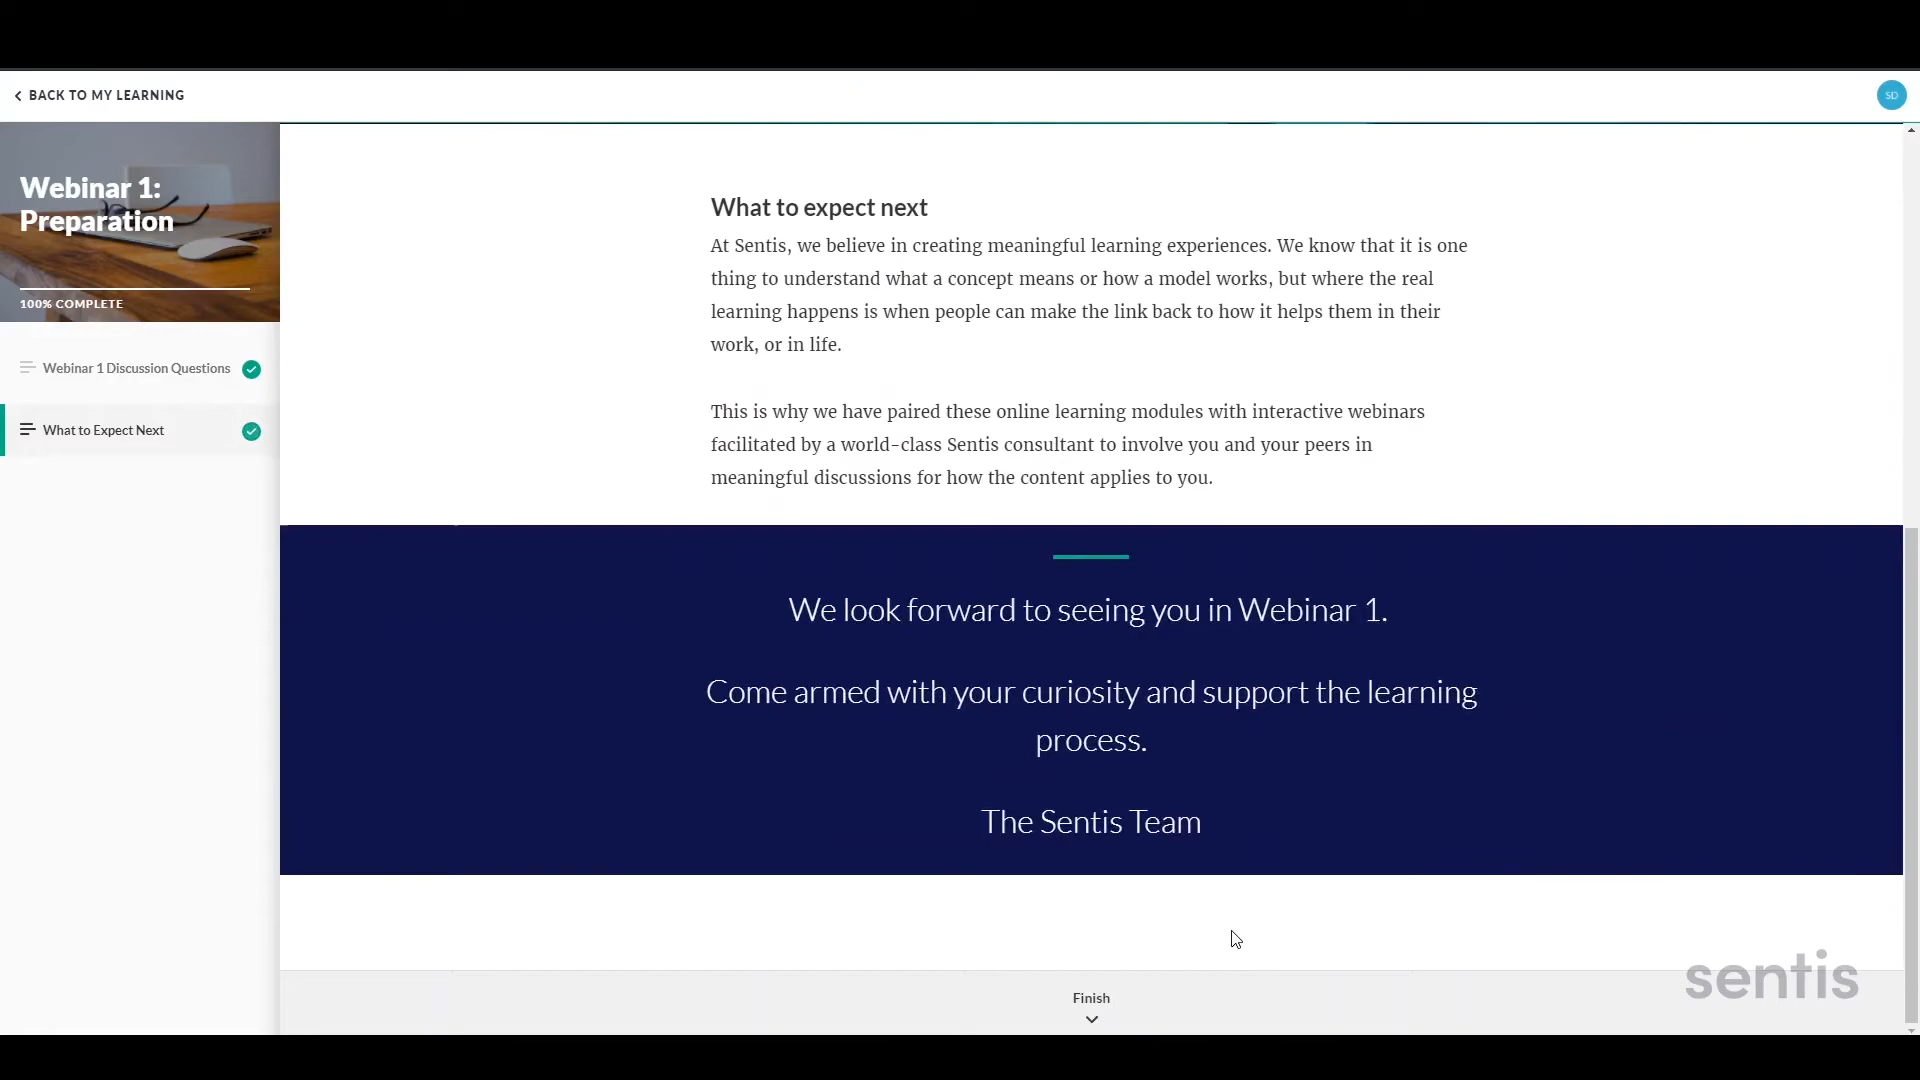 BACK TO MY LEARNING
SD
Webinar 1:
Preparation
100% COMPLETE
Webinar 1 Discussion Questions
What to Expect Next
What to expect next
At Sentis, we believe in creating meaningful learning experiences. We know that it is one
thing to understand what a concept means or how a model works, but where the real
learning happens is when people can make the link back to how it helps them in their
work, or in life.
This is why we have paired these online learning modules with interactive webinars
facilitated by a world-class Sentis consultant to involve you and your peers in
meaningful discussions for how the content applies to you.
We look forward to seeing you in Webinar 1.
Come armed with your curiosity and support the learning
process.
The Sentis Team
sentis
Finish